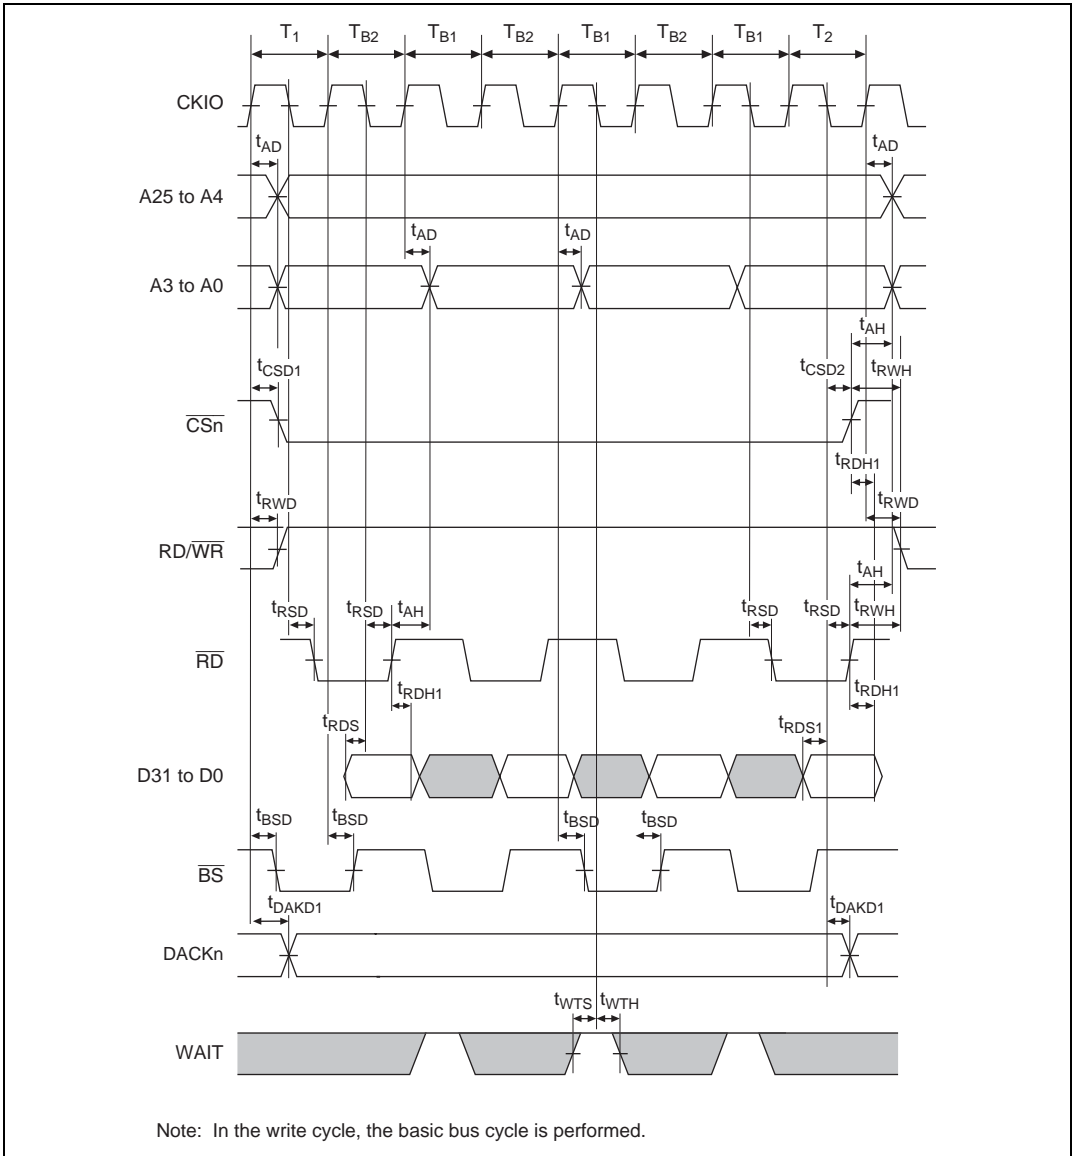 T1 TB2 TB1 TB2 TB1 TB2 TB1 T2
CKIO
tAD tAD
A25 to A4
tAD tAD
A3 to A0
tAH
tCSD1 tCSD2 tRWH
CSn
tRDH1
tRWD tRWD
RD/WR
tAH
tRSD tRSD tAH tRSD tRSD tRWH
RD
tRDH1 tRDH1
tRDS tRDS1
D31 to D0
tBSD tBSD tBSD tBSD
BS
tDAKD1 tDAKD1
DACKn
tWTS tWTH
WAIT
Note: In the write cycle, the basic bus cycle is performed.